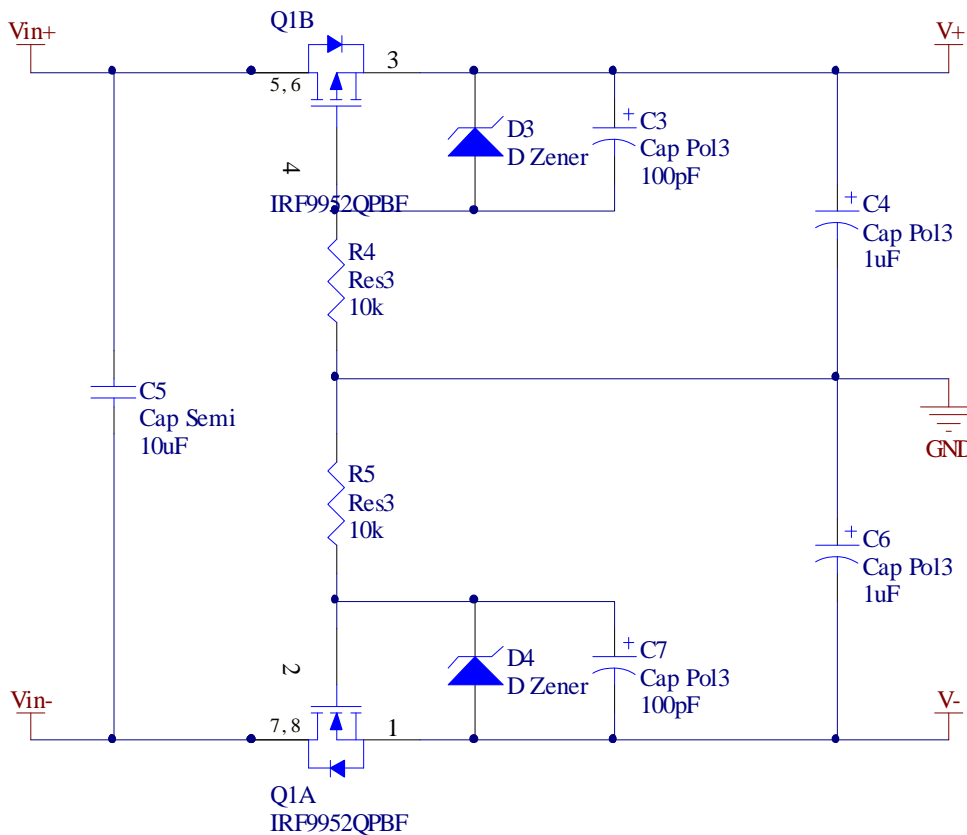 Vin+
Q1B
V+
5,6
3
4
IRF9952QPBF
D3
D Zener
+
C3
Cap Pol3
100pF
+
C4
Cap Pol3
1uF
R4
Res3
10k
C5
Cap Semi
10uF
GND
R5
Res3
10k
+
C6
Cap Pol3
1uF
2
D4
D Zener
+
C7
Cap Pol3
100pF
Vin-
7,8
1
V-
Q1A
IRF9952QPBF